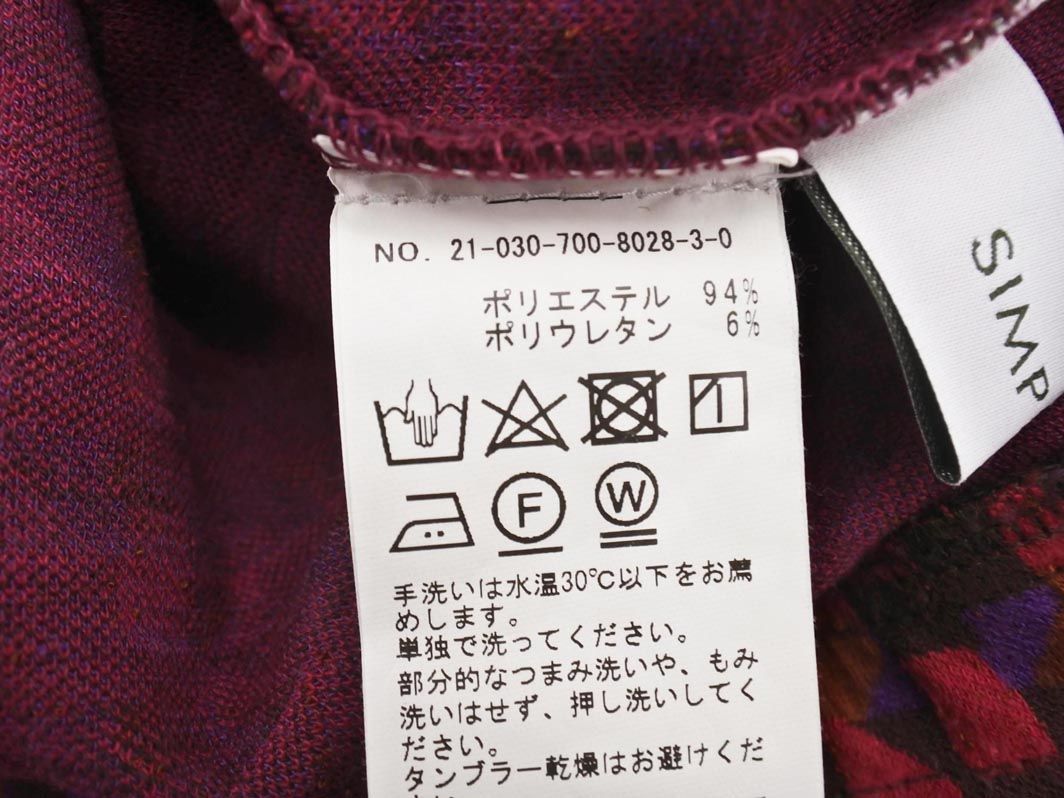 NO. 21-030-700-8028-3-0
ポリエステル 94%
ポリウレタン 6%
F
W
手洗いは水温30℃以下をお薦
めします。
単独で洗ってください。
部分的なつまみ洗いや、もみ
洗いはせず、押し洗いしてく
ださい。
タンブラー乾燥はお避けくだ
SIMP